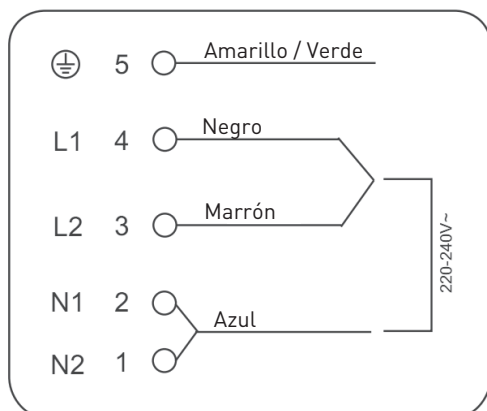 5 Amarillo / Verde
L1 4 Negro
L2 3 Marrón
220-240V~
N1 2
Azul
N2 1